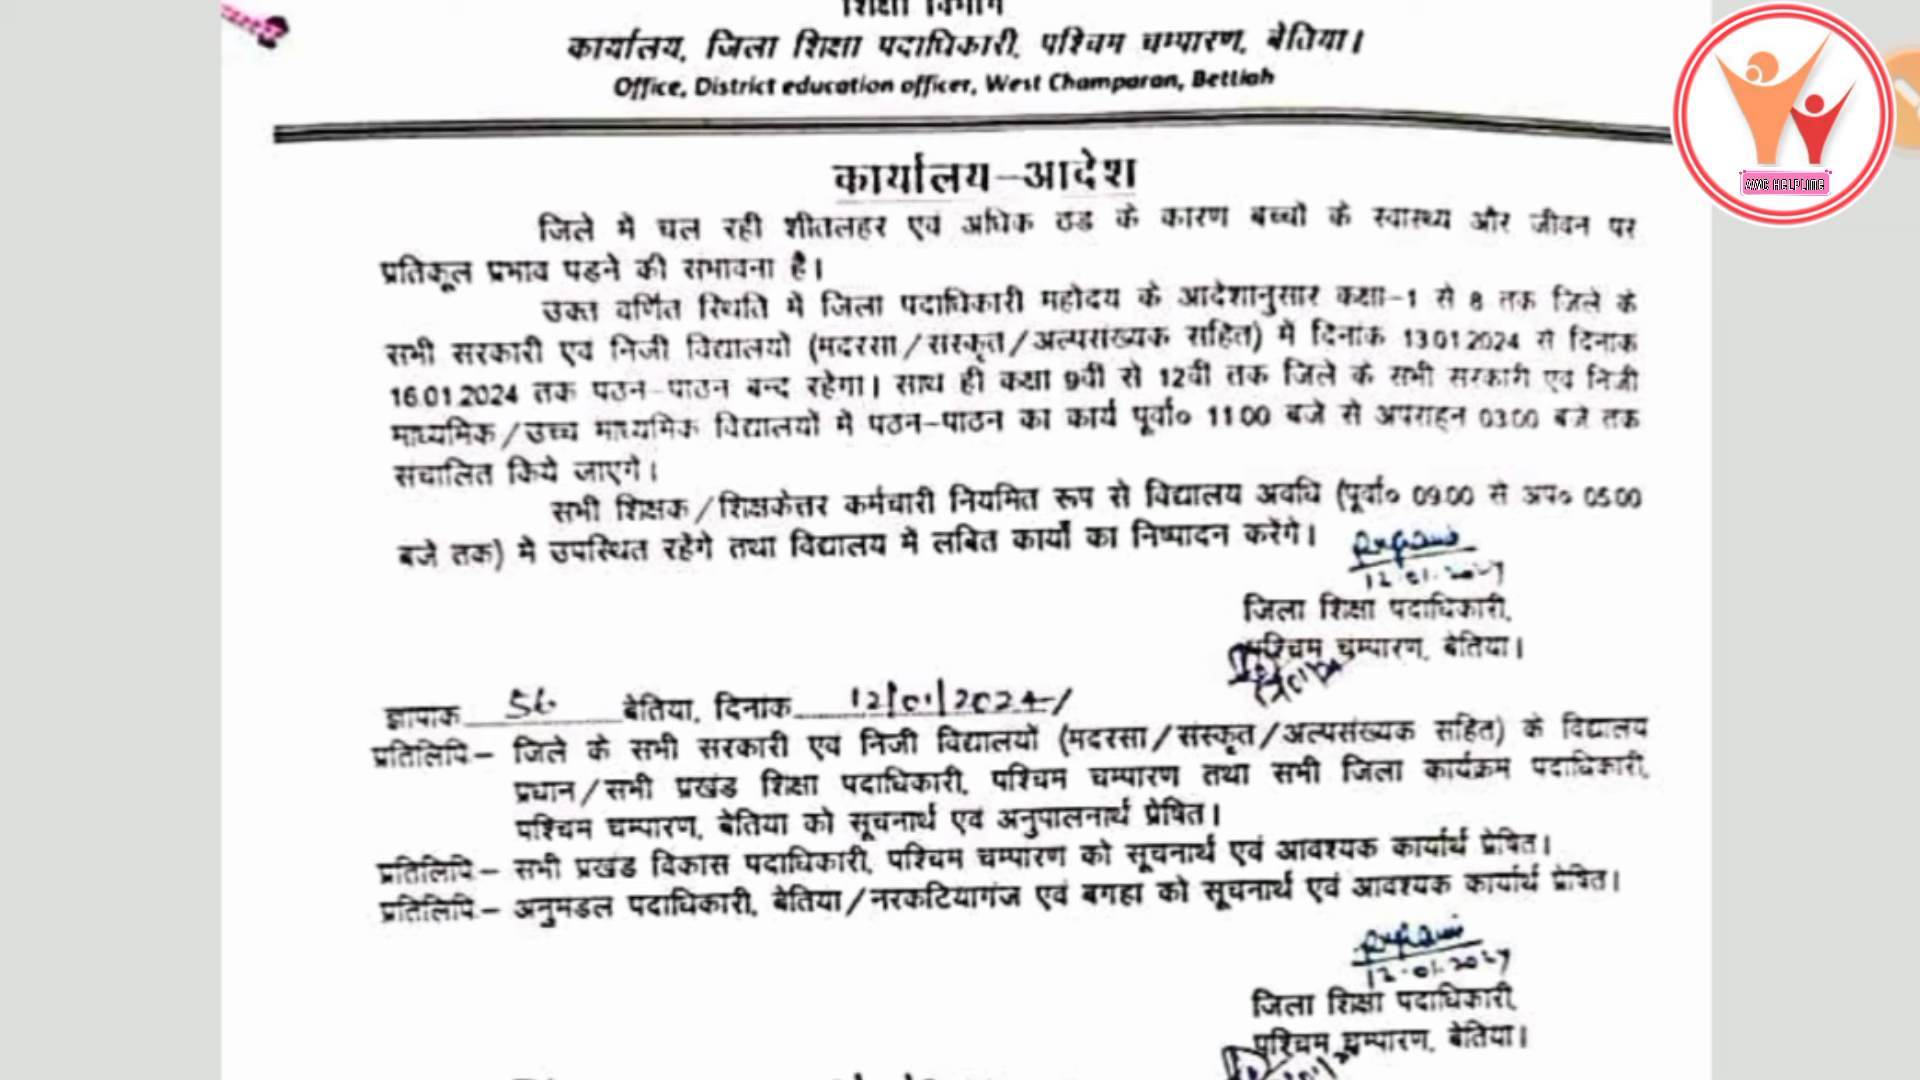 शिक्षा विभाग
कार्यालय, जिला शिक्षा पदाधिकारी, पश्चिम चम्पारण, बेतिया।
Office, District education officer, West Champaran, Bettiah
कार्यालय-आदेश
जिले में चल रही शीतलहर एवं अधिक ठंड के कारण बच्चों के स्वास्थ्य और जीवन पर
प्रतिकूल प्रभाव पडने की संभावना है।
उक्त वर्णित स्थिति में जिला पदाधिकारी महोदय के आदेशानुसार कक्षा-1 से 8 तक जिले के
सभी सरकारी एवं निजी विद्यालयों (मदरसा/संस्कृत/अल्पसंख्यक सहित) में दिनांक 13.01.2024 से दिनांक
16.01.2024 तक पठन-पाठन बन्द रहेगा। साथ ही कक्षा 9वीं से 12वीं तक जिले के सभी सरकारी एवं निजी
माध्यमिक/उच्च माध्यमिक विद्यालयों में पठन-पाठन का कार्य पूर्वा० 11:00 बजे से अपराह्न 03:00 बजे तक
संचालित किये जाएगें।
सभी शिक्षक/शिक्षकेत्तर कर्मचारी नियमित रूप से विद्यालय अवधि (पूर्वा० 09:00 से अप० 05:00
बजे तक) में उपस्थित रहेंगे तथा विद्यालय में लंबित कार्यों का निष्पादन करेंगे।
12.01.2024
जिला शिक्षा पदाधिकारी,
पश्चिम चम्पारण, बेतिया।
ज्ञापांक 56 बेतिया, दिनांक 12/01/2024/
प्रतिलिपि- जिले के सभी सरकारी एवं निजी विद्यालयों (मदरसा/संस्कृत/अल्पसंख्यक सहित) के विद्यालय
प्रधान/सभी प्रखंड शिक्षा पदाधिकारी, पश्चिम चम्पारण तथा सभी जिला कार्यक्रम पदाधिकारी,
पश्चिम चम्पारण, बेतिया को सूचनार्थ एवं अनुपालनार्थ प्रेषित।
प्रतिलिपि- सभी प्रखंड विकास पदाधिकारी, पश्चिम चम्पारण को सूचनार्थ एवं आवश्यक कार्यार्थ प्रेषित।
प्रतिलिपि- अनुमंडल पदाधिकारी, बेतिया/नरकटियागंज एवं बगहा को सूचनार्थ एवं आवश्यक कार्यार्थ प्रेषित।
12.01.2024
जिला शिक्षा पदाधिकारी,
पश्चिम चम्पारण, बेतिया।
HELPLINE